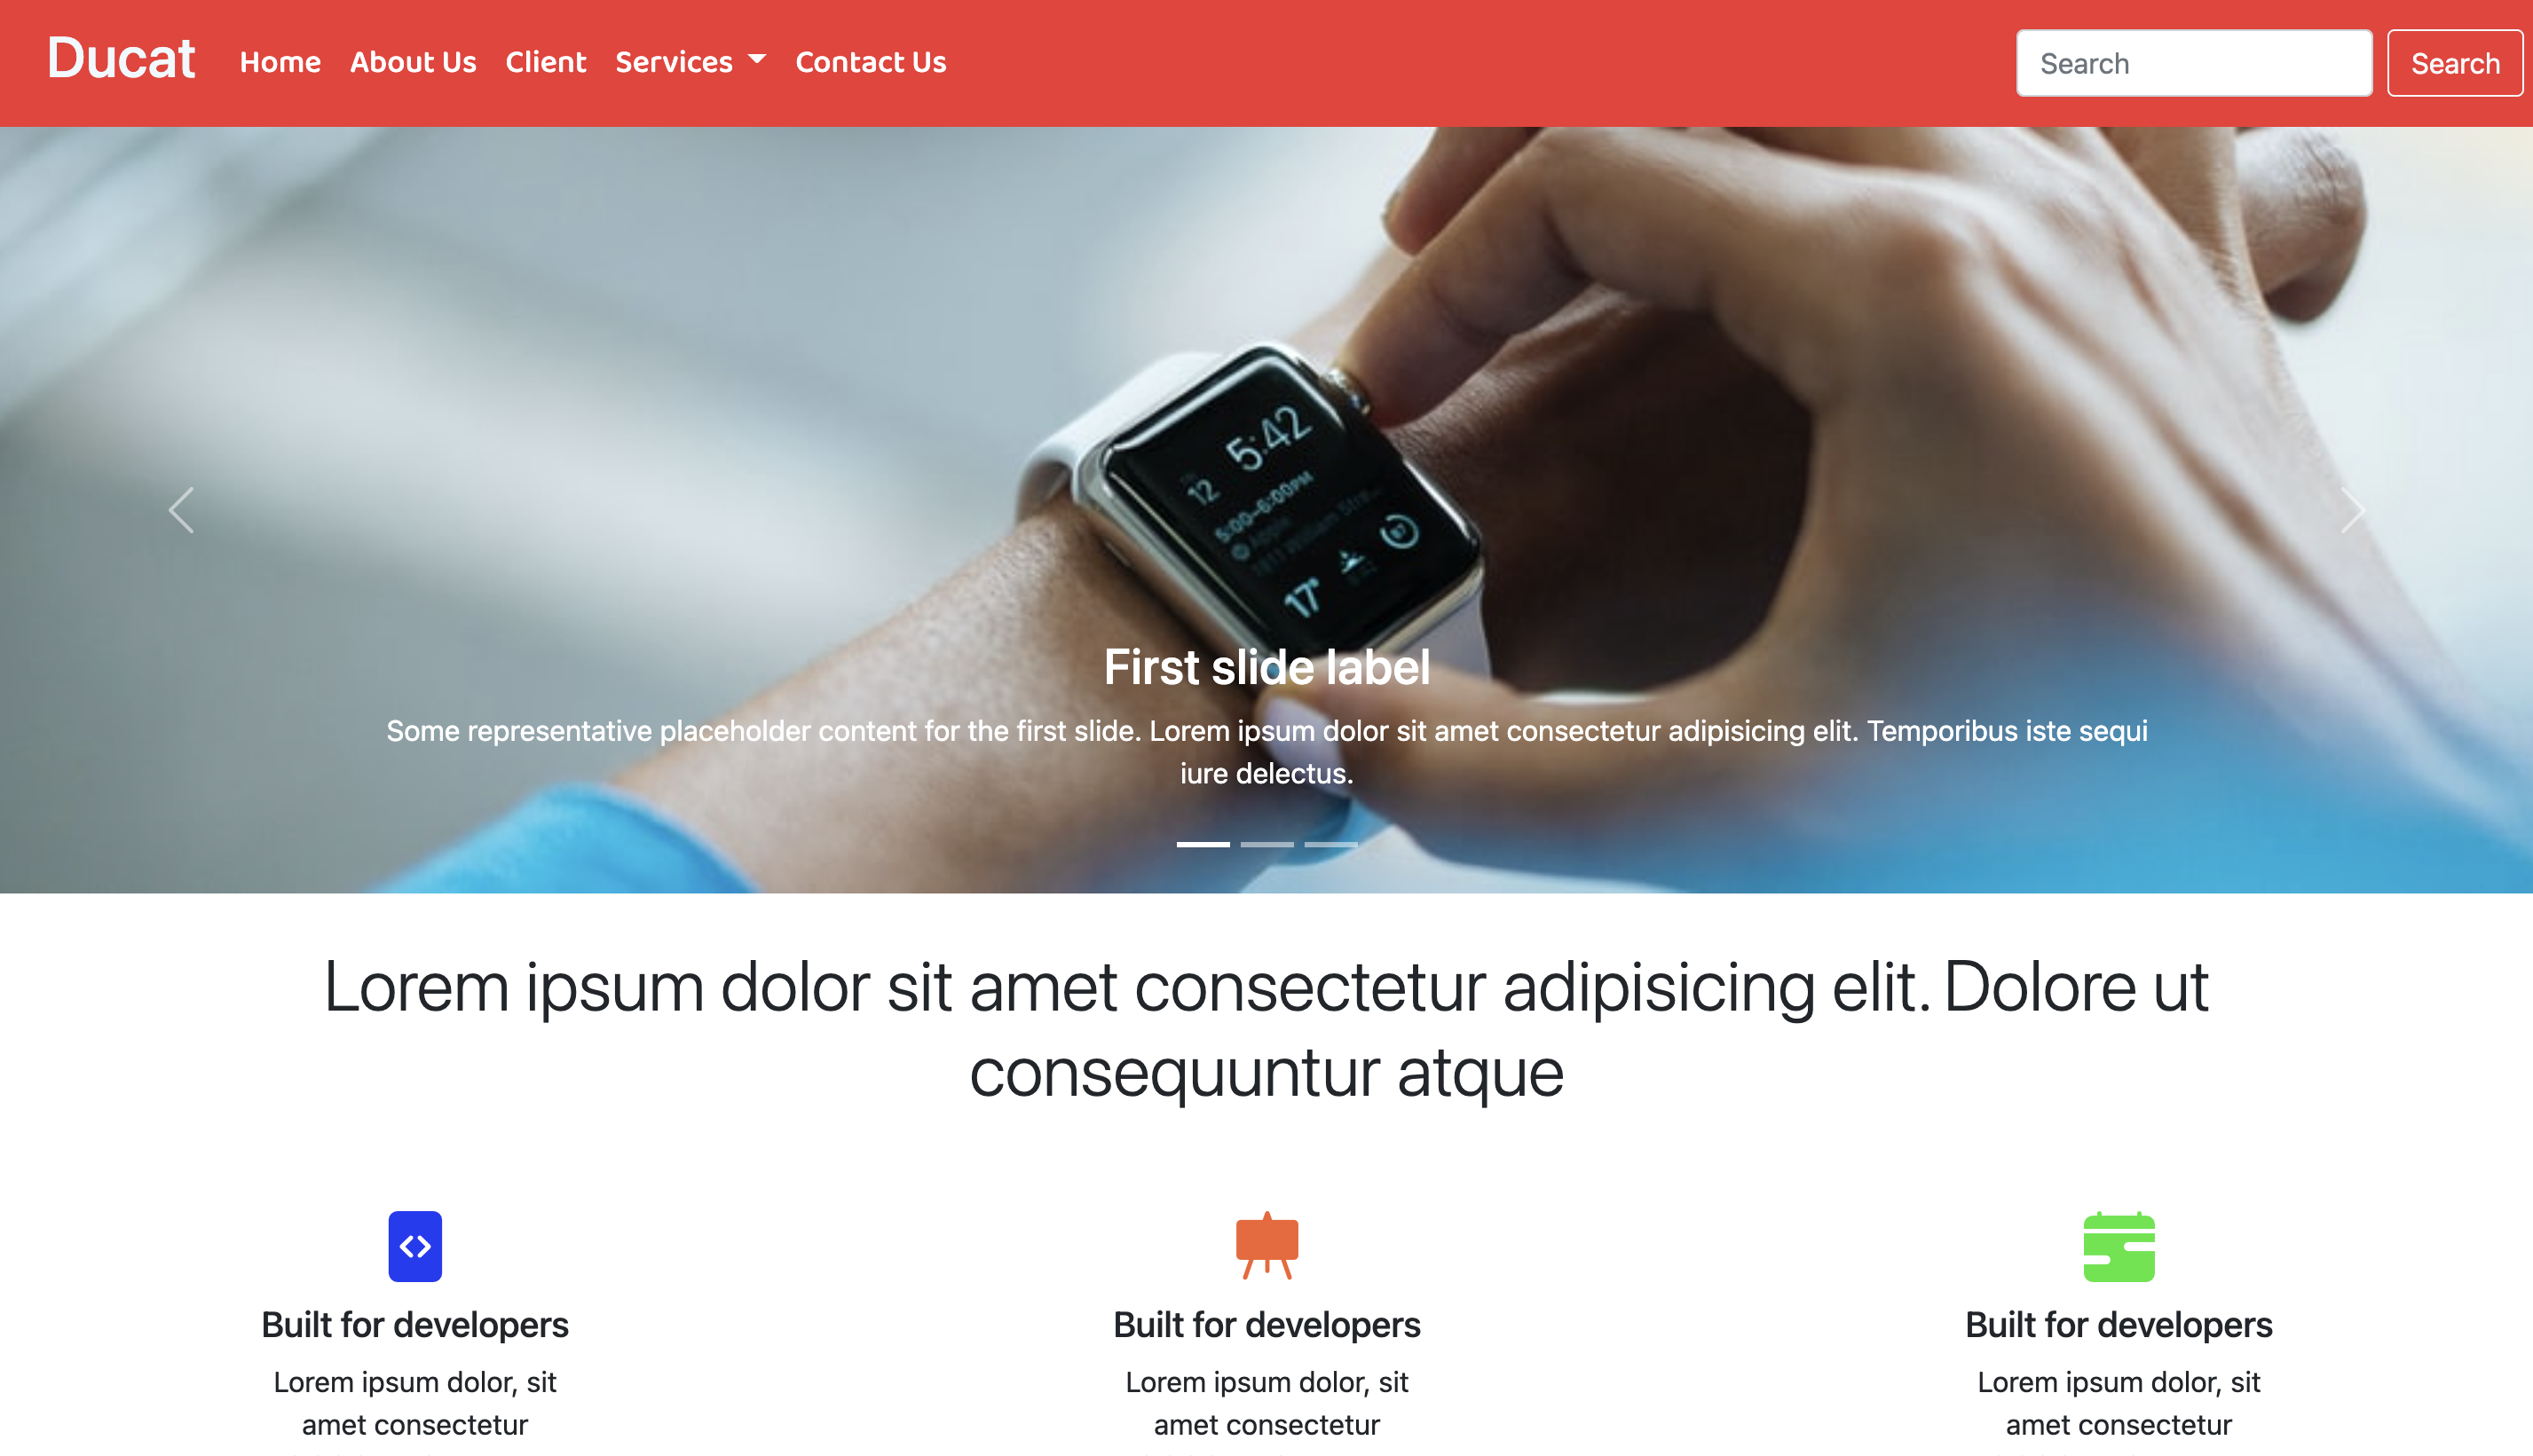 Ducat
Home About Us Client Services Contact Us
Search Search
5:42
12
5:00-6:00PM
17°
First slide label
Some representative placeholder content for the first slide. Lorem ipsum dolor sit amet consectetur adipisicing elit. Temporibus iste sequi
iure delectus.
Lorem ipsum dolor sit amet consectetur adipisicing elit. Dolore ut
consequuntur atque
Built for developers
Lorem ipsum dolor, sit
amet consectetur
Built for developers
Lorem ipsum dolor, sit
amet consectetur
Built for developers
Lorem ipsum dolor, sit
amet consectetur